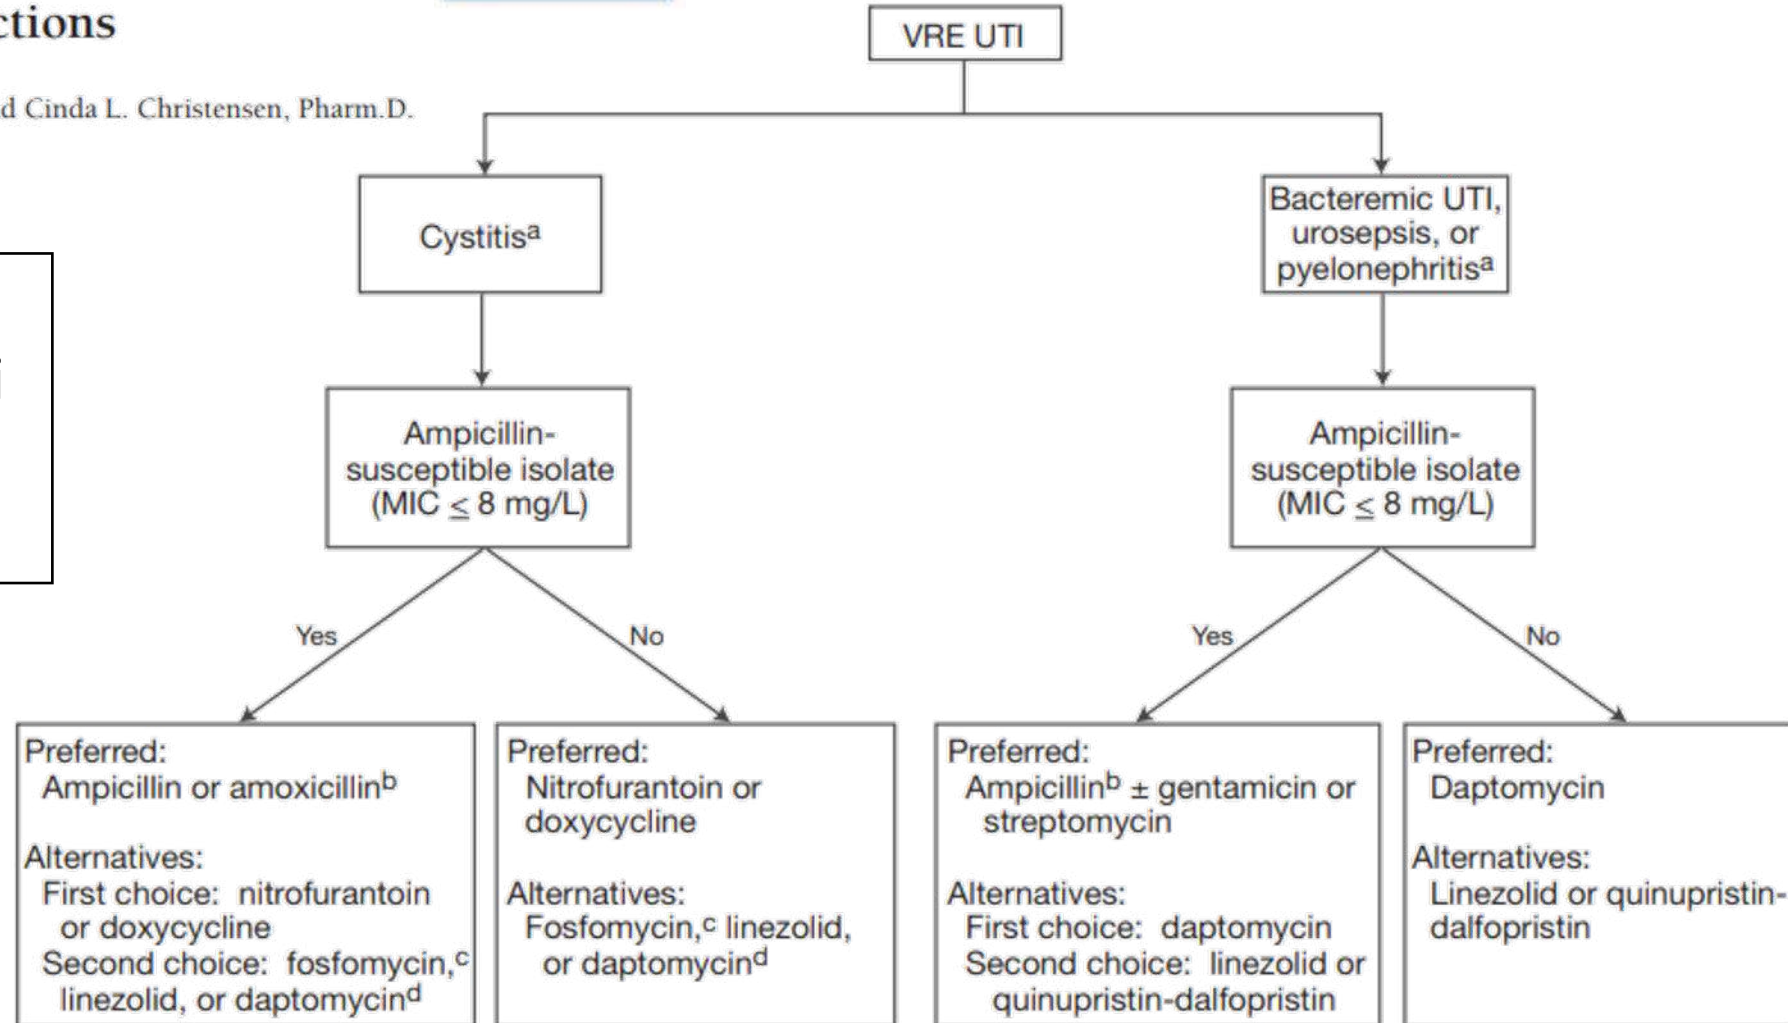 ctions
d Cinda L. Christensen, Pharm.D.
VRE UTI
Cystitisᵃ
Bacteremic UTI,
urosepsis, or
pyelonephritisᵃ
Ampicillin-
susceptible isolate
(MIC ≤ 8 mg/L)
Ampicillin-
susceptible isolate
(MIC ≤ 8 mg/L)
Yes
No
Yes
No
Preferred:
Ampicillin or amoxicillinᵇ
Alternatives:
First choice: nitrofurantoin
or doxycycline
Second choice: fosfomycin,ᶜ
linezolid, or daptomycinᵈ
Preferred:
Nitrofurantoin or
doxycycline
Alternatives:
Fosfomycin,ᶜ linezolid,
or daptomycinᵈ
Preferred:
Ampicillinᵇ ± gentamicin or
streptomycin
Alternatives:
First choice: daptomycin
Second choice: linezolid or
quinupristin-dalfopristin
Preferred:
Daptomycin
Alternatives:
Linezolid or quinupristin-
dalfopristin